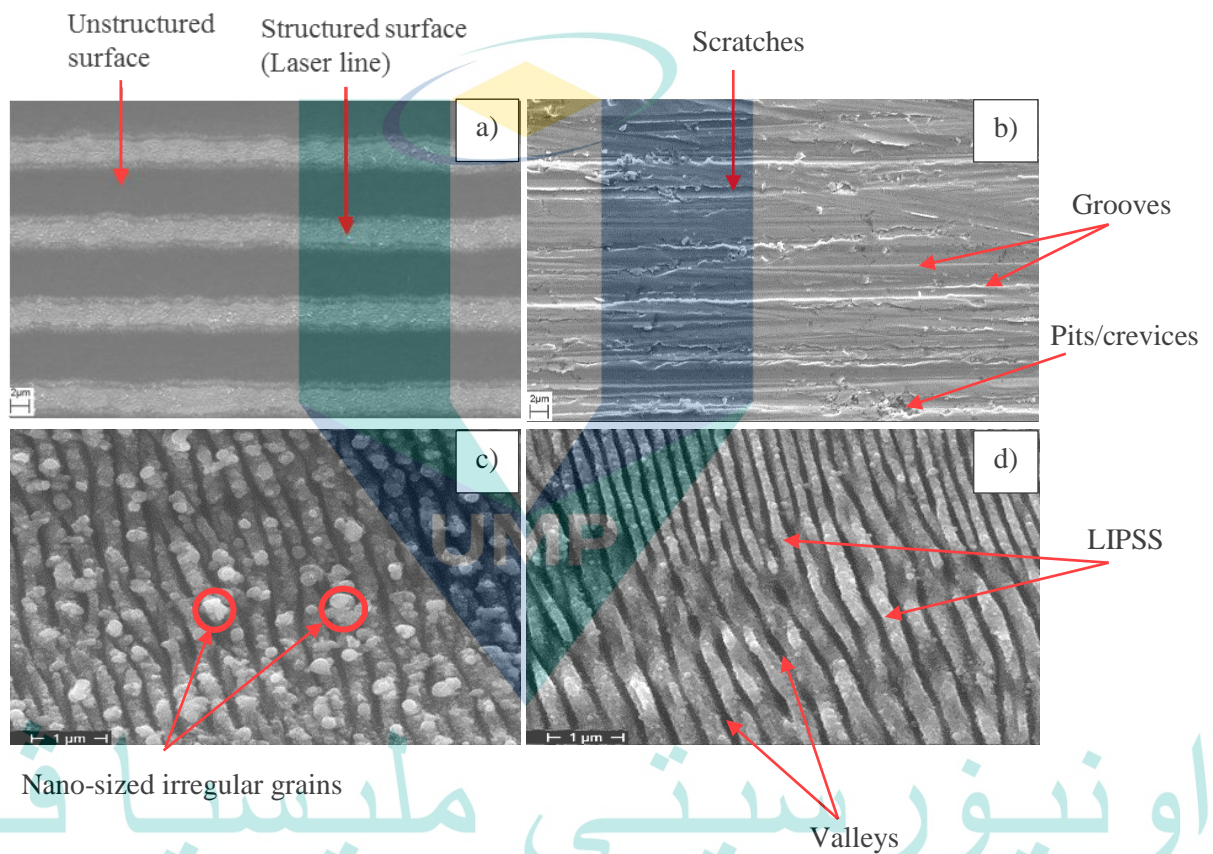 Unstructured
surface
Structured surface
(Laser line)
Scratches
a)
b)
Grooves
Pits/crevices
2µm
2µm
c)
d)
UMP
LIPSS
1 µm
1 µm
Nano-sized irregular grains
Valleys
اونيۏرسيتي مليسيا ڤ